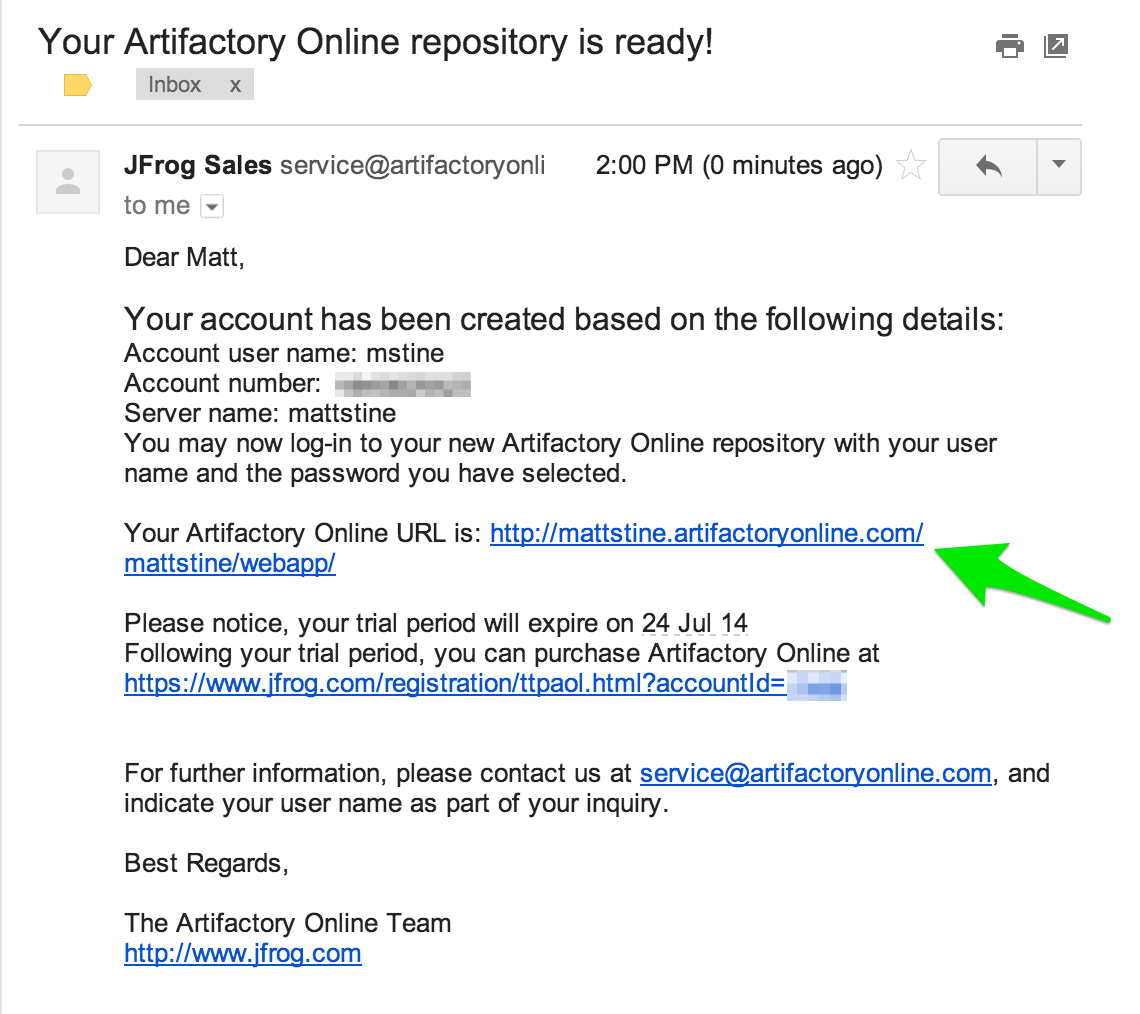 Your Artifactory Online repository is ready!
Inbox x
JFrog Sales service@artifactoryonli 2:00 PM (0 minutes ago)
to me
Dear Matt,
Your account has been created based on the following details:
Account user name: mstine
Account number:
Server name: mattstine
You may now log-in to your new Artifactory Online repository with your user
name and the password you have selected.
Your Artifactory Online URL is: http://mattstine.artifactoryonline.com/
mattstine/webapp/
Please notice, your trial period will expire on 24 Jul 14
Following your trial period, you can purchase Artifactory Online at
https://www.jfrog.com/registration/ttpaol.html?accountId=
For further information, please contact us at service@artifactoryonline.com, and
indicate your user name as part of your inquiry.
Best Regards,
The Artifactory Online Team
http://www.jfrog.com